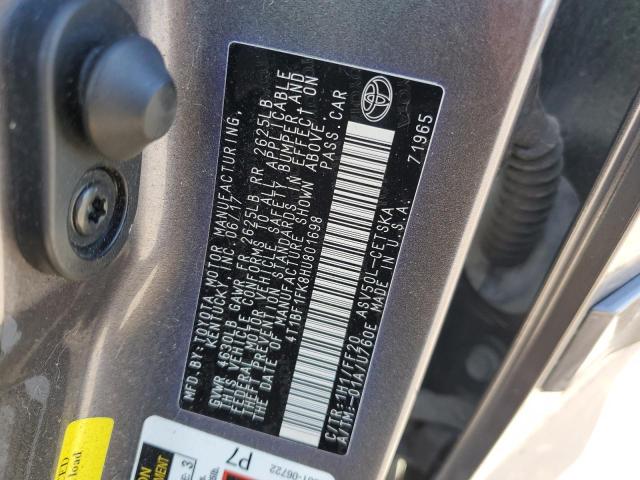 MFD.BY:TOYOTA MOTOR MANUFACTURING,
KENTUCKY, INC. 06/17
GVWR 4630LB GAWR FR 2625LB RR 2625LB
THIS VEHICLE CONFORMS TO ALL APPLICABLE
FEDERAL MOTOR VEHICLE SAFETY, BUMPER, AND
THEFT PREVENTION STANDARDS IN EFFECT ON
THE DATE OF MANUFACTURE SHOWN ABOVE.
4T1BF1FK8HU801098 PASS.CAR
C/TR:1H1/FF20 ASV50L-CETSKA 71965
A/TM:-01A/U760E MADE IN U.S.A.
P7